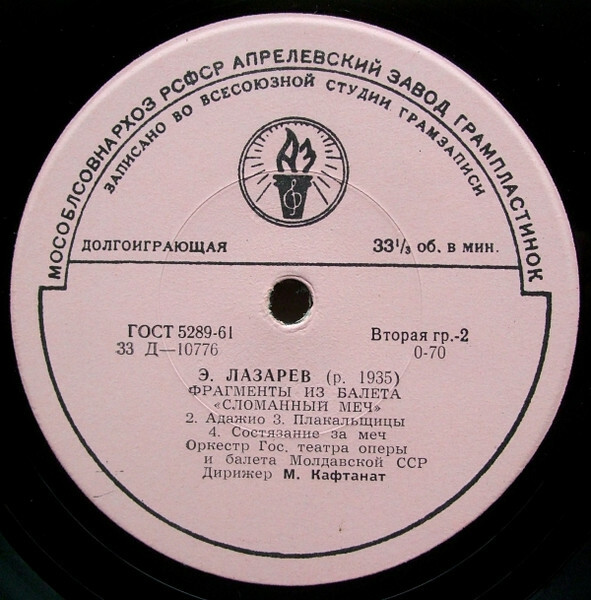 МОСОБЛСОВНАРХОЗ РСФСР АПРЕЛЕВСКИЙ ЗАВОД ГРАМПЛАСТИНОК
ЗАПИСАНО ВО ВСЕСОЮЗНОЙ СТУДИИ ГРАМЗАПИСИ
АЗ
ДОЛГОИГРАЮЩАЯ 33⅓ об. в мин.
ГОСТ 5289-61 Вторая гр.-2
33 Д—10776 0-70
Э. ЛАЗАРЕВ (р. 1935)
ФРАГМЕНТЫ ИЗ БАЛЕТА
«СЛОМАННЫЙ МЕЧ»
2. Адажио 3. Плакальщицы
4. Состязание за меч
Оркестр Гос. театра оперы
и балета Молдавской ССР
Дирижер М. Кафтанат